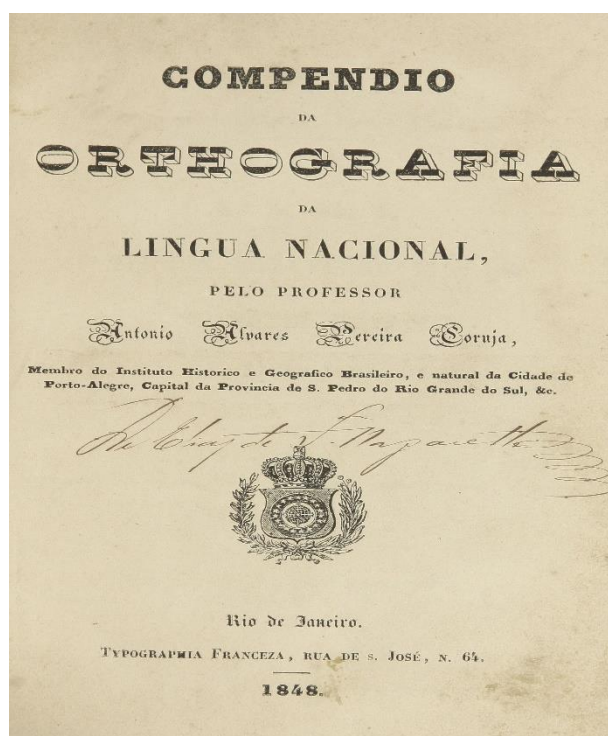 COMPENDIO
DA
ORTHOGRAFIA
DA
LINGUA NACIONAL,
PELO PROFESSOR
Antonio Alvares Pereira Coruja,
Membro do Instituto Historico e Geografico Brasileiro, e natural da Cidade de
Porto-Alegre, Capital da Provincia de S. Pedro do Rio Grande do Sul, &c.
Rio de Janeiro.
TYPOGRAPHIA FRANCEZA, RUA DE S. JOSÉ, N. 64.
1848.